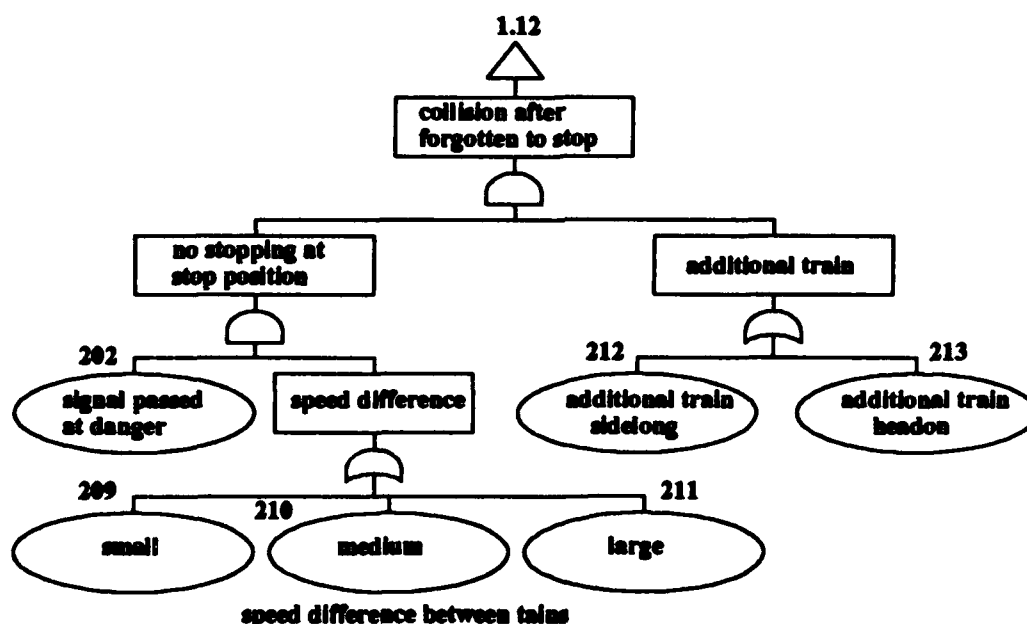 1.12
collision after
forgotten to stop
no stopping at
stop position
additional train
202
212
213
signal passed
at danger
speed difference
additional train
sidelong
additional train
headon
209
210
211
small
medium
large
speed difference between tains